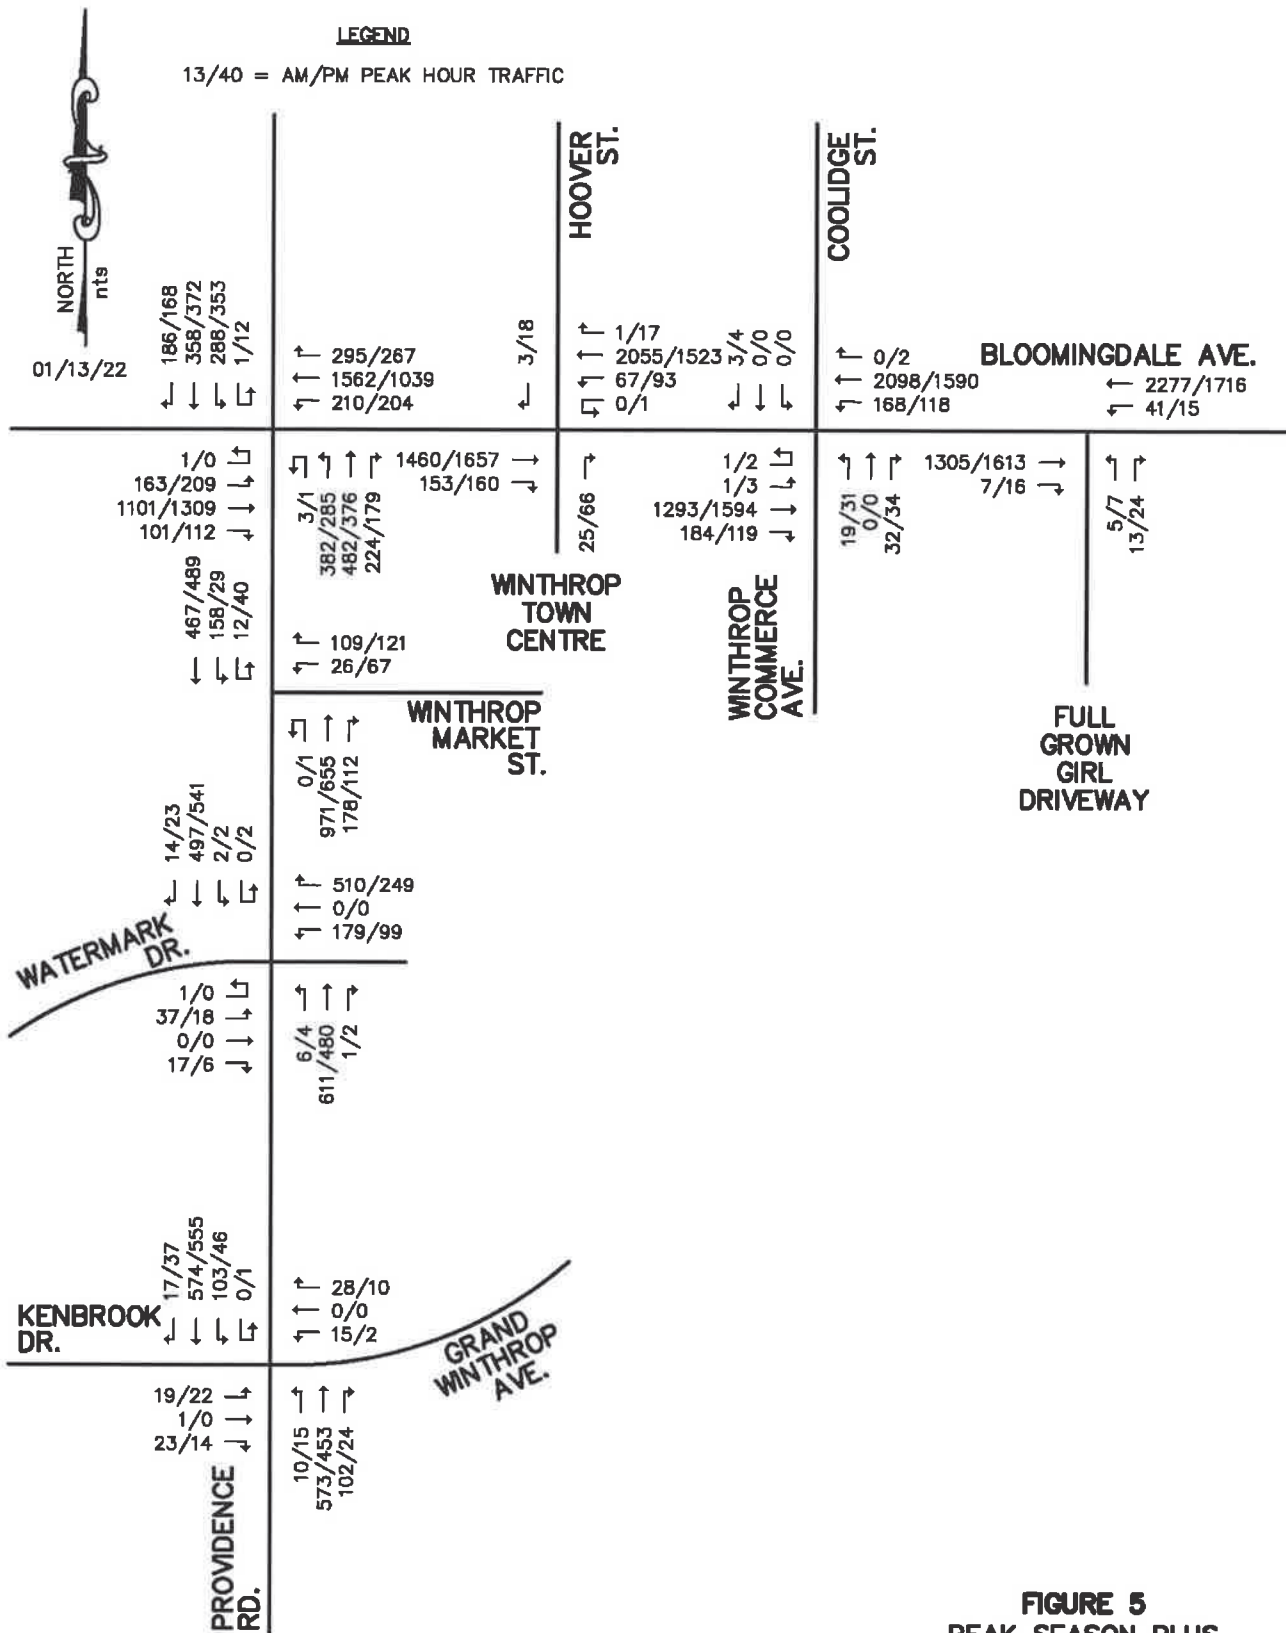 LEGEND
13/40 = AM/PM PEAK HOUR TRAFFIC
NORTH
nts
01/13/22
HOOVER
ST.
COOLIDGE
ST.
186/168
358/372
288/353
1/12
295/267
1562/1039
210/204
3/18
1/17
2055/1523
67/93
0/1
3/4
0/0
0/0
0/2
2098/1590
168/118
BLOOMINGDALE AVE.
2277/1716
41/15
1/0
163/209
1101/1309
101/112
3/1
382/285
482/376
224/179
1460/1657
153/160
25/66
1/2
1/3
1293/1594
184/119
19/31
0/0
32/34
1305/1613
7/16
5/7
13/24
WINTHROP
TOWN
CENTRE
WINTHROP
COMMERCE
AVE.
FULL
GROWN
GIRL
DRIVEWAY
467/489
158/29
12/40
109/121
26/67
WINTHROP
MARKET
ST.
0/1
971/655
178/112
14/23
497/541
2/2
0/2
510/249
0/0
179/99
WATERMARK
DR.
1/0
37/18
0/0
17/6
6/4
611/480
1/2
17/37
574/555
103/46
0/1
28/10
0/0
15/2
KENBROOK
DR.
GRAND
WINTHROP
AVE.
19/22
1/0
23/14
10/15
573/453
102/24
PROVIDENCE
RD.
FIGURE 5
PEAK SEASON PLUS